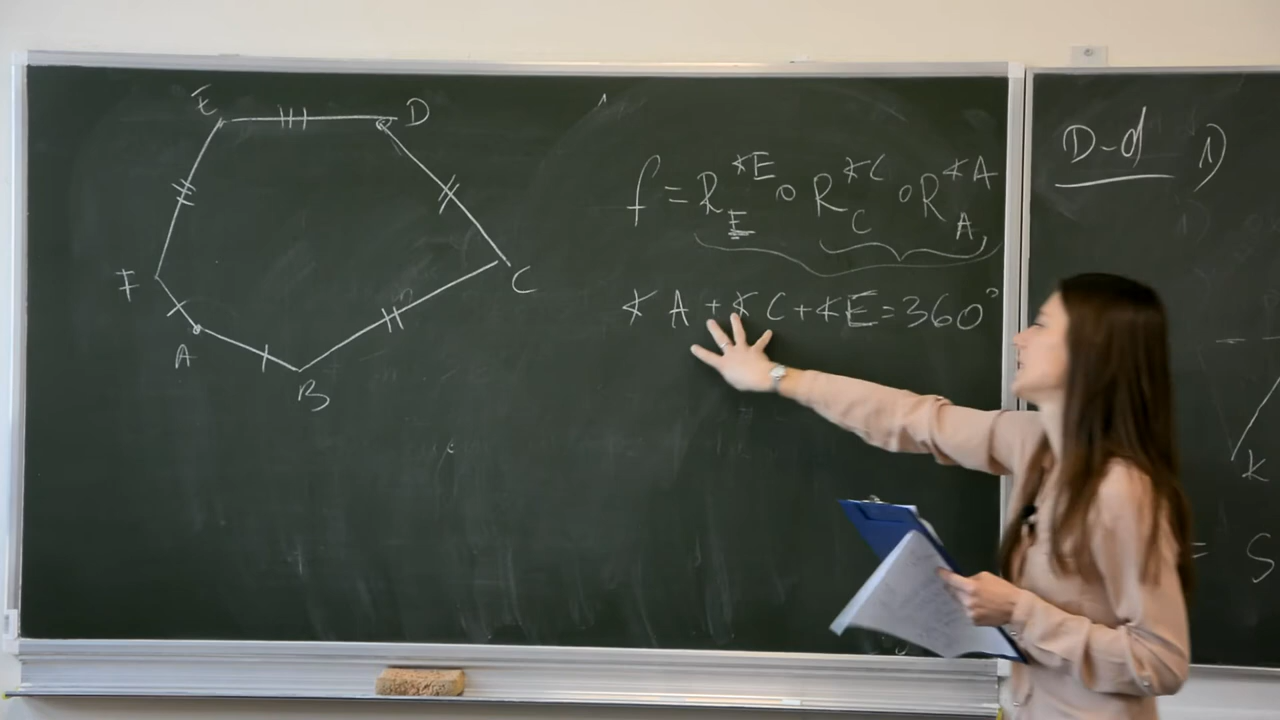 E D
F C
A B
f = R_E^{∢E} ∘ R_C^{∢C} ∘ R_A^{∢A}
∢A + ∢C + ∢E = 360°
D-d 1)
K
= S